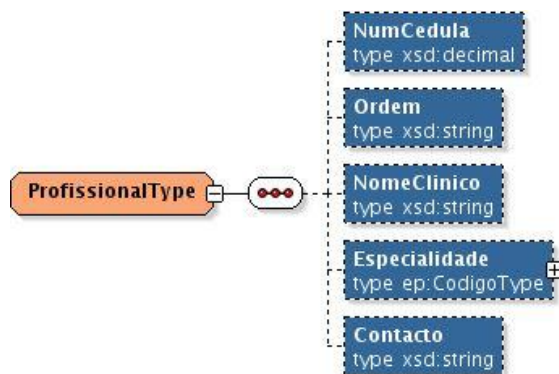 NumCedula
type xsd:decimal
Ordem
type xsd:string
ProfissionalType
NomeClinico
type xsd:string
Especialidade
type ep:CodigoType
Contacto
type xsd:string